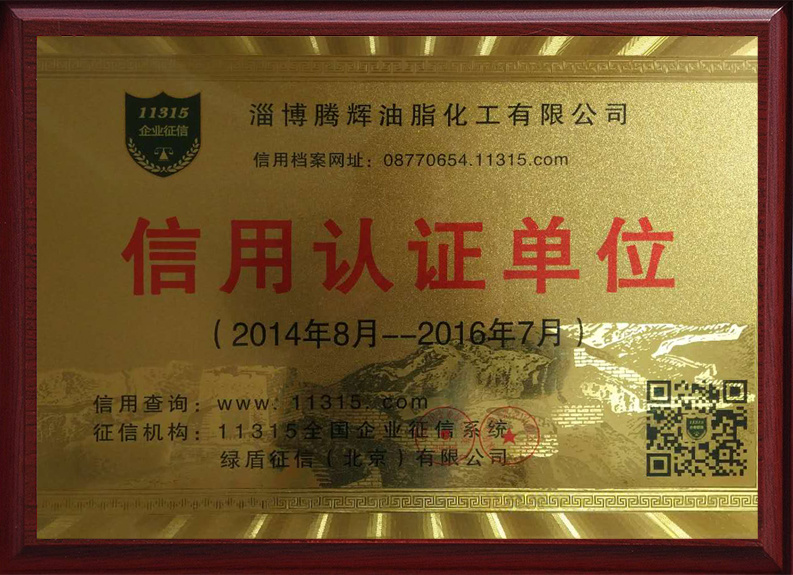 11315
企业征信
淄博腾辉油脂化工有限公司
信用档案网址：08770654.11315.com
信用认证单位
（2014年8月--2016年7月）
信用查询：www. 11315. com
征信机构：11315全国企业征信系统
绿盾征信（北京）有限公司